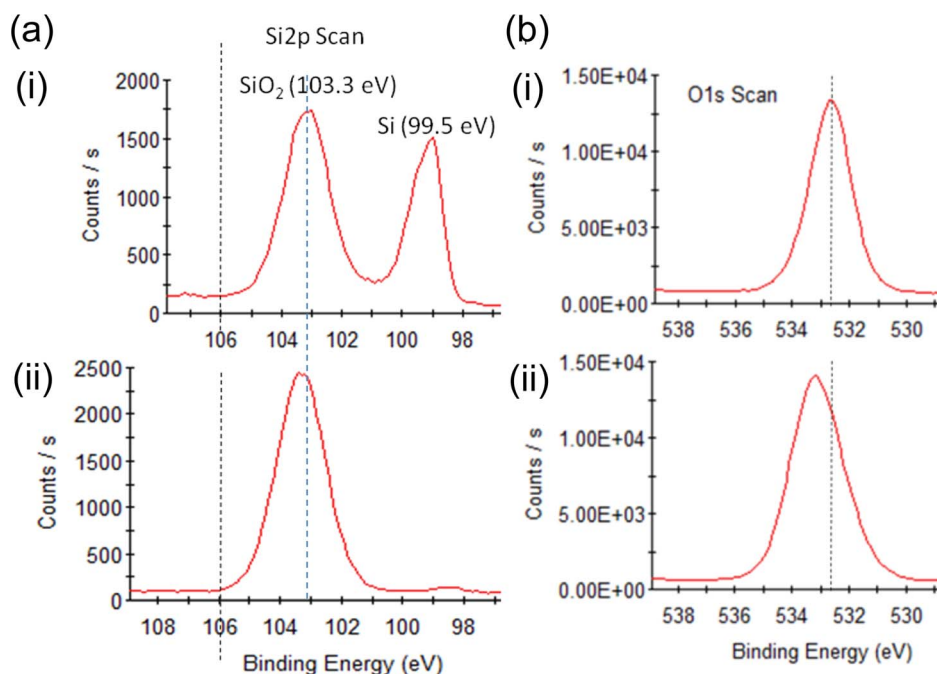 (a)
Si2p Scan
(i)
SiO₂ (103.3 eV)
Si (99.5 eV)
2000
1500
1000
500
0
Counts / s
106 104 102 100 98
(ii)
2500
2000
1500
1000
500
0
Counts / s
108 106 104 102 100 98
Binding Energy (eV)
(b)
(i)
O1s Scan
1.50E+04
1.00E+04
5.00E+03
0.00E+00
Counts / s
538 536 534 532 530
(ii)
1.50E+04
1.00E+04
5.00E+03
0.00E+00
Counts / s
538 536 534 532 530
Binding Energy (eV)